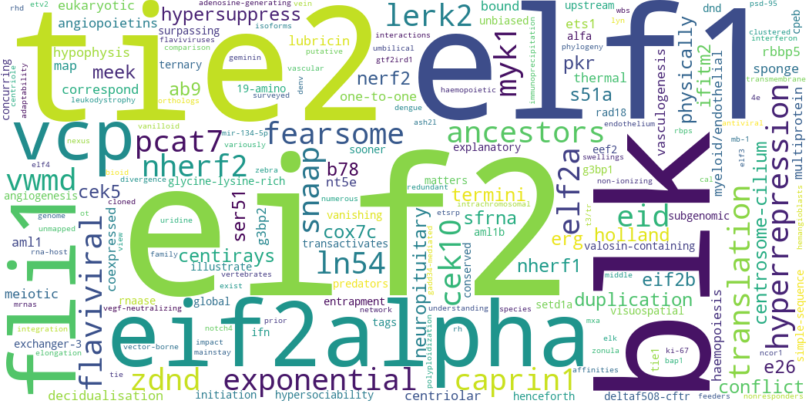 tie2
elf1
blk
eif2
eif2alpha
fli1
vcp
pcat7
nherf2
vwmd
flaviviral
fearsome
ancestors
lerk2
myk1
hypersuppress
zdnd
exponential
caprin1
translation
hyperrepression
duplication
conflict
centrosome-cilium
eid
elf2a
cek10
neuropituitary
snaap
ln54
cox7c
centirays
ser51
b78
nt5e
sfrna
termini
erg
holland
nherf1
eif2b
cek5
aml1
meek
ab9
nerf2
pkr
s51a
ifitm2
physically
rbbp5
sponge
multiprotein
e26
eukaryotic
angiopoietins
surpassing
flaviviruses
comparison
adenosine-generating
vein
isoforms
lubricin
putative
hypophysis
ternary
map
correspond
19-amino
one-to-one
leukodystrophy
concurring
adaptability
rhd
etv2
bound
unbiased
ets1
alfa
thermal
upstream
wbs
lyn
dnd
psd-95
cpeb
clustered
interferon
transmembrane
4e
rad18
ash2l
endothelium
rbps
mb-1
elf3
antiviral
vasculogenesis
immunoprecipitation
interactions
umbilical
gtf2ird1
geminin
vascular
phylogeny
haemopoietic
dengue
denv
surveyed
orthologs
vanilloid
mir-134-5p
variously
sooner
explanatory
matters
eef2
swellings
non-ionizing
g3bp1
g3bp2
zebra
glycine-lysine-rich
divergence
cloned
elf4
nexus
bioid
genome
unmapped
angiogenesis
coexpressed
meiotic
mrnas
rna-host
exchanger-3
integration
elongation
uridine
family
view
vertebrates
numerous
vanishing
transactivates
illustrate
predators
exist
global
entrapment
rnaase
vegf-neutralizing
notch4
ifn
tags
network
prior
impact
mainstay
vector-borne
tie
decidualisation
initiation
hypersociability
centriolar
henceforth
understanding
species
rh
polyploidization
conserved
etsrp
aml1b
redundant
intrachromosomal
subgenomic
valosin-containing
myeloid/endothelial
cal
setd1a
visuospatial
mxa
middle
elk
zonula
affinities
tie1
ki-67
bap1
ncor1
haemopoiesis
simple-sequence
deltaf508-cftr
feeders
nonresponders